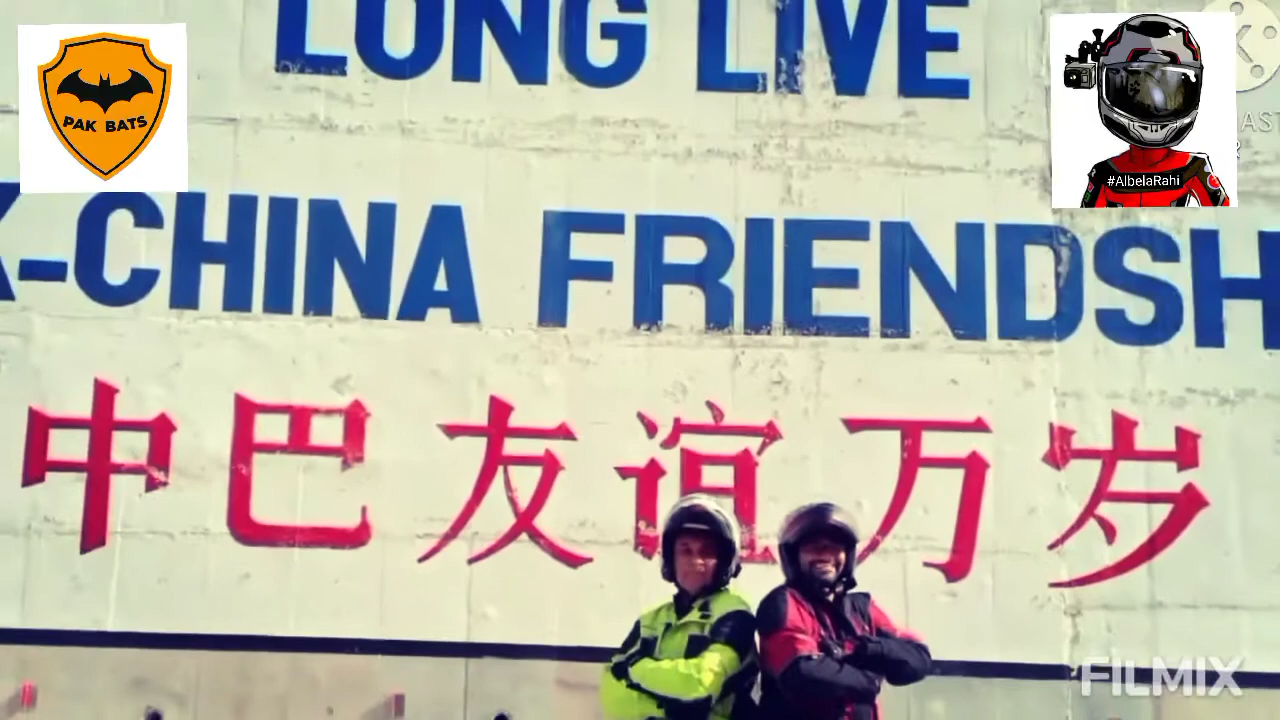 LONG LIVE
PAK BATS
#AlbelaRahi
K-CHINA FRIENDSH
中巴友谊万岁
FILMIX